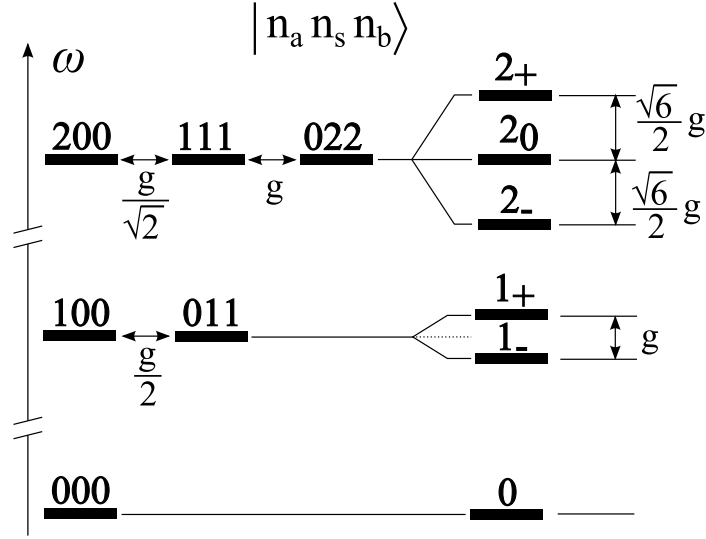 |n_a n_s n_b⟩
ω
2+
200 111 022 20 √6/2 g
g/√2 g
2- √6/2 g
1+
100 011 g
1-
g/2
000 0